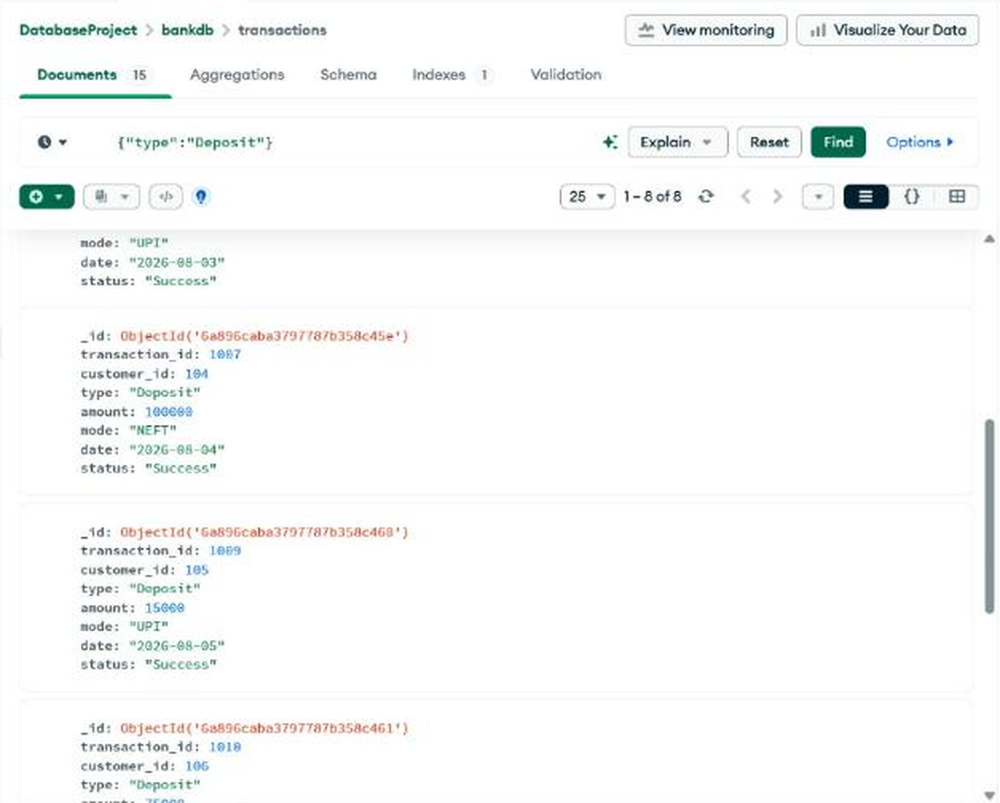 DatabaseProject > bankdb > transactions
View monitoring
Visualize Your Data
Documents 15 Aggregations Schema Indexes 1 Validation
{"type":"Deposit"}
Explain Reset Find Options
25 1 – 8 of 8
mode: "UPI"
date: "2026-08-03"
status: "Success"
_id: ObjectId('6a896caba3797787b358c45e')
transaction_id: 1007
customer_id: 104
type: "Deposit"
amount: 100000
mode: "NEFT"
date: "2026-08-04"
status: "Success"
_id: ObjectId('6a896caba3797787b358c460')
transaction_id: 1009
customer_id: 105
type: "Deposit"
amount: 15000
mode: "UPI"
date: "2026-08-05"
status: "Success"
_id: ObjectId('6a896caba3797787b358c461')
transaction_id: 1010
customer_id: 106
type: "Deposit"